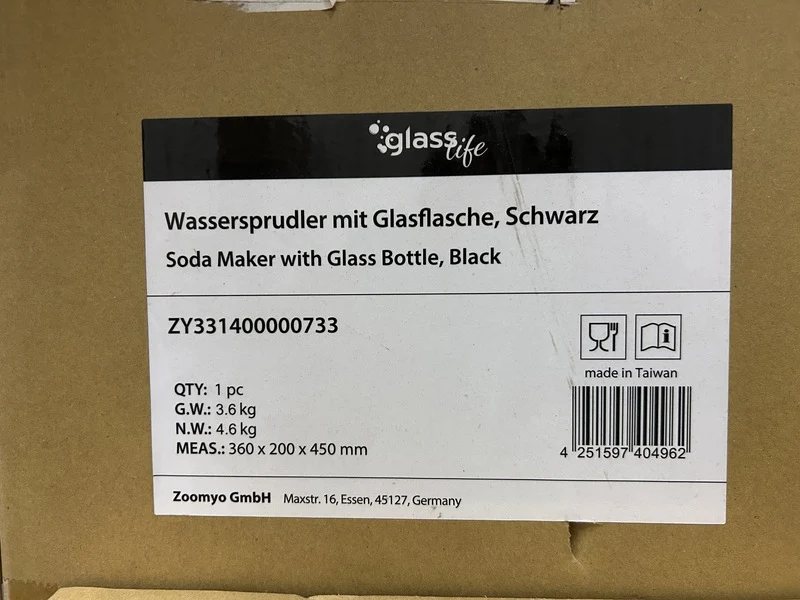 glass life
Wassersprudler mit Glasflasche, Schwarz
Soda Maker with Glass Bottle, Black
ZY331400000733
made in Taiwan
QTY: 1 pc
G.W.: 3.6 kg
N.W.: 4.6 kg
MEAS.: 360 x 200 x 450 mm
4 251597 404962
Zoomyo GmbH Maxstr. 16, Essen, 45127, Germany